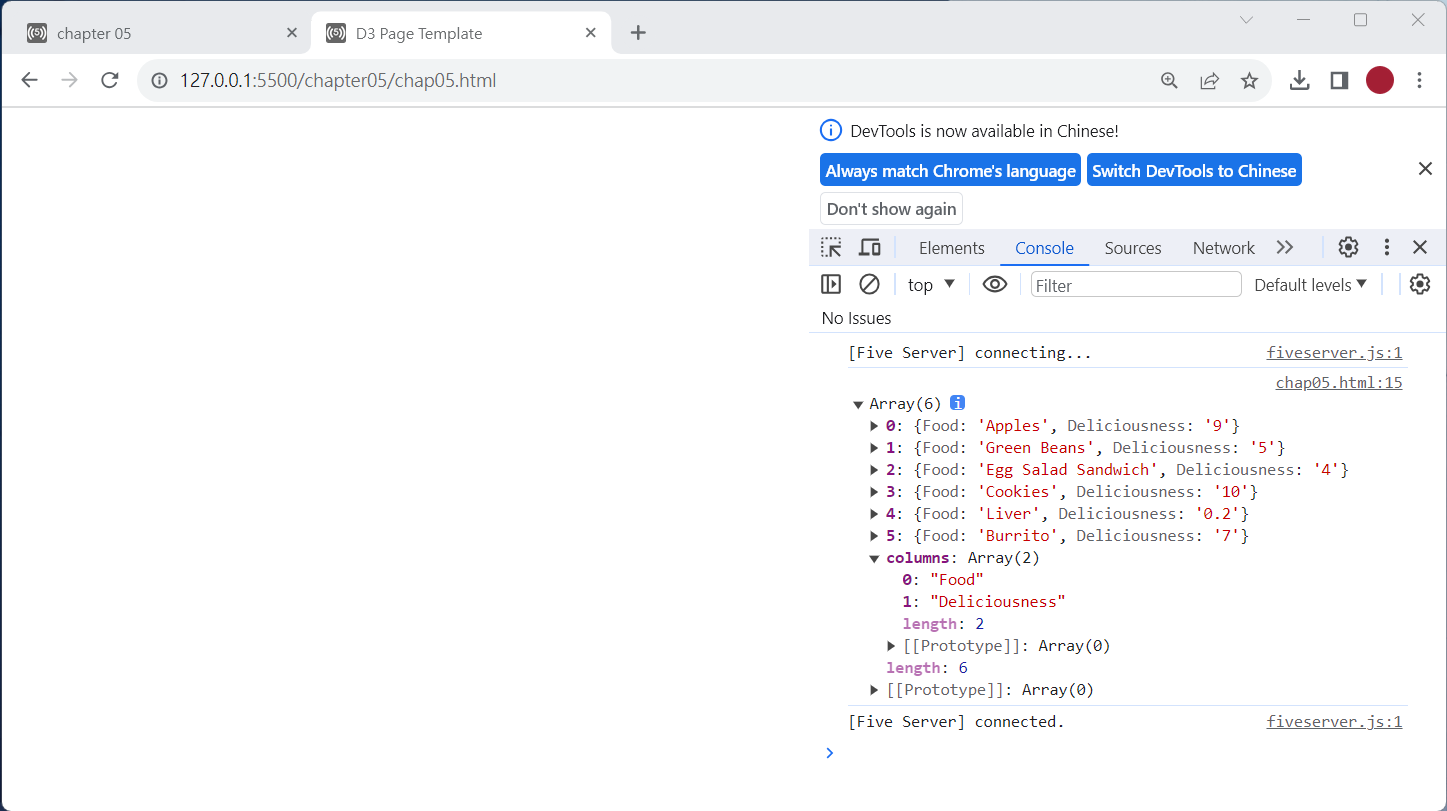 chapter 05
D3 Page Template
127.0.0.1:5500/chapter05/chap05.html
DevTools is now available in Chinese!
Always match Chrome's language Switch DevTools to Chinese
Don't show again
Elements Console Sources Network
top Filter Default levels
No Issues
[Five Server] connecting... fiveserver.js:1
chap05.html:15
Array(6)
0: {Food: 'Apples', Deliciousness: '9'}
1: {Food: 'Green Beans', Deliciousness: '5'}
2: {Food: 'Egg Salad Sandwich', Deliciousness: '4'}
3: {Food: 'Cookies', Deliciousness: '10'}
4: {Food: 'Liver', Deliciousness: '0.2'}
5: {Food: 'Burrito', Deliciousness: '7'}
columns: Array(2)
0: "Food"
1: "Deliciousness"
length: 2
[[Prototype]]: Array(0)
length: 6
[[Prototype]]: Array(0)
[Five Server] connected. fiveserver.js:1